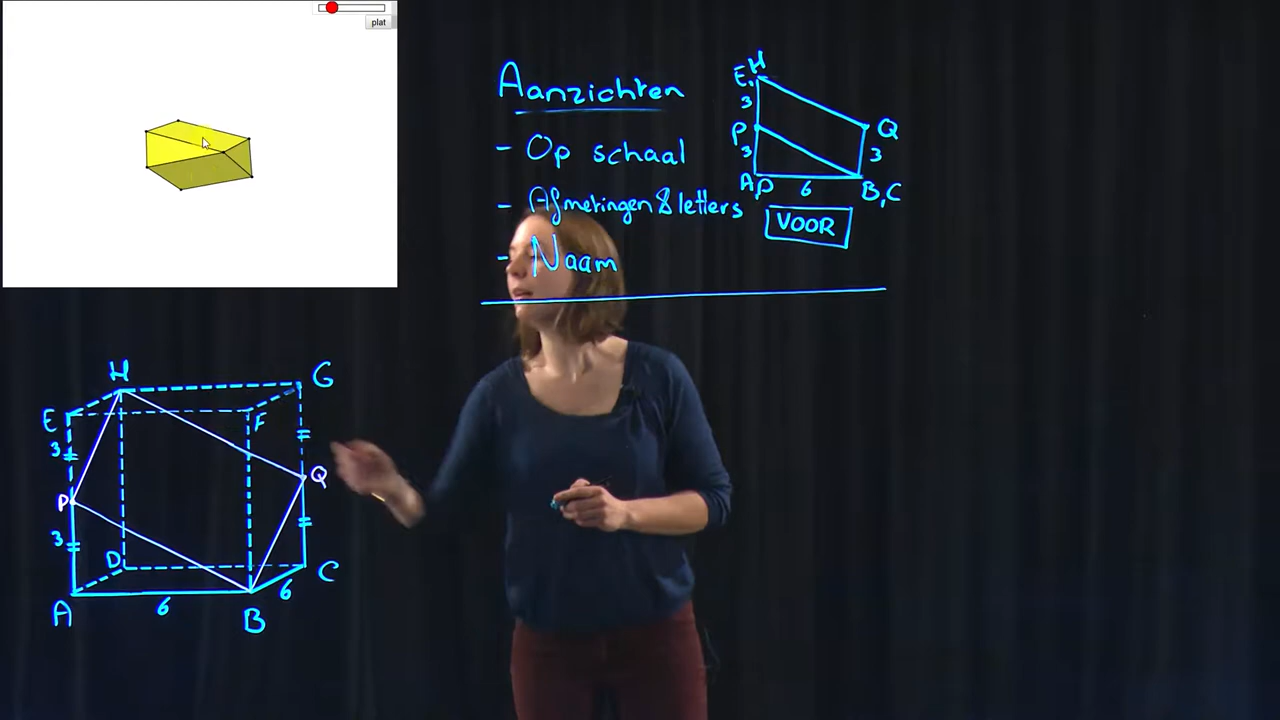 plat
Aanzichten
- Op schaal
- Afmetingen & letters
- Naam
H
E,
3
P
Q
3
3
A,D
6
B,C
VOOR
H
G
E
F
3
P
Q
3
D
C
6
A
6
B